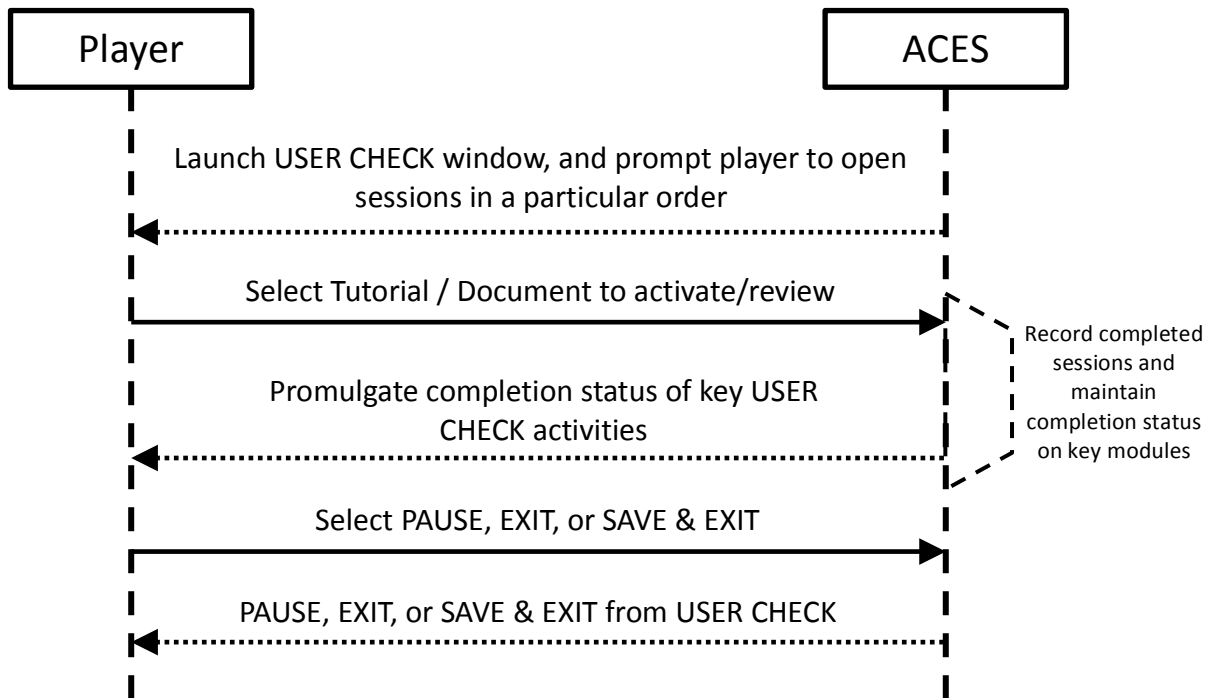 Player
ACES
Launch USER CHECK window, and prompt player to open
sessions in a particular order
Select Tutorial / Document to activate/review
Record completed
sessions and
maintain
completion status
on key modules
Promulgate completion status of key USER
CHECK activities
Select PAUSE, EXIT, or SAVE & EXIT
PAUSE, EXIT, or SAVE & EXIT from USER CHECK